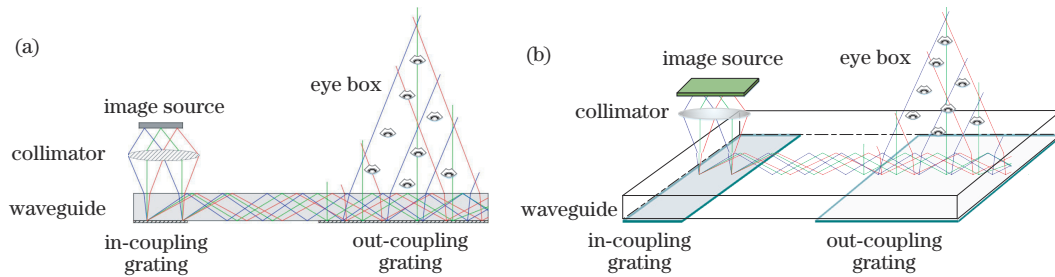 (a)
eye box
image source
collimator
waveguide
in-coupling
grating
out-coupling
grating
(b)
image source
eye box
collimator
waveguide
in-coupling
grating
out-coupling
grating